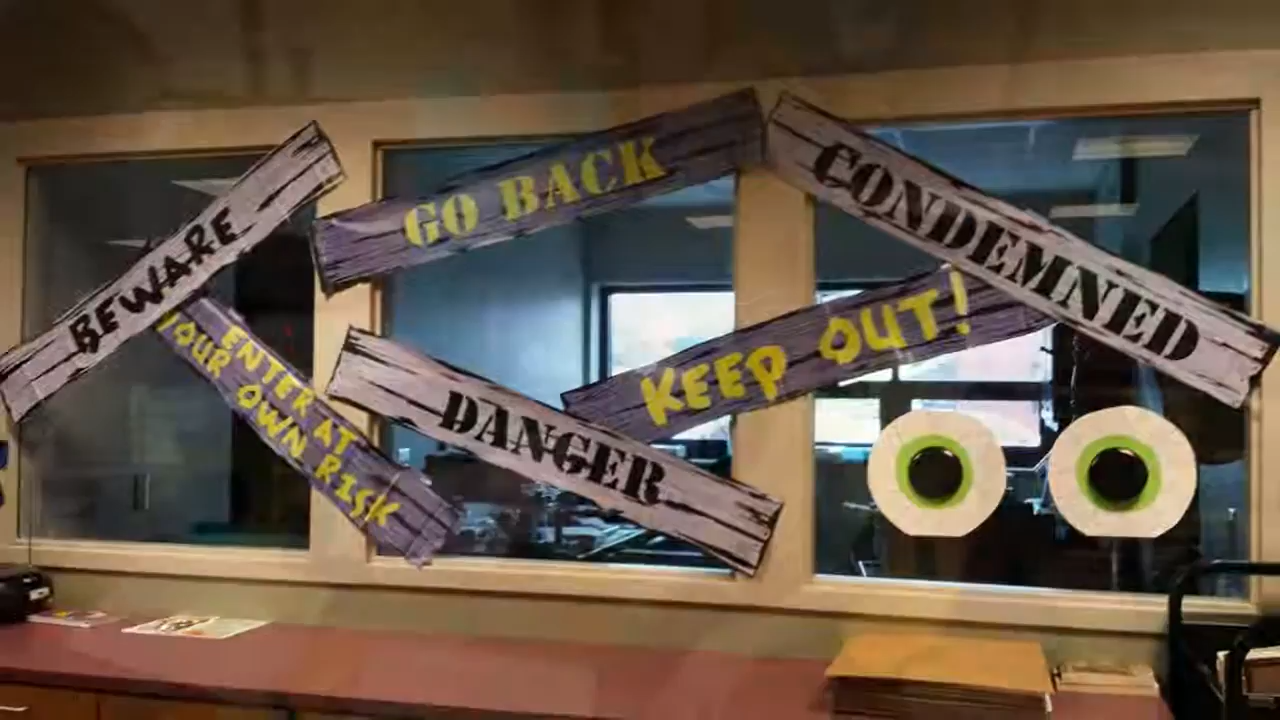 BEWARE
GO BACK
CONDEMNED
ENTER AT
YOUR OWN RISK
DANGER
KEEP OUT!